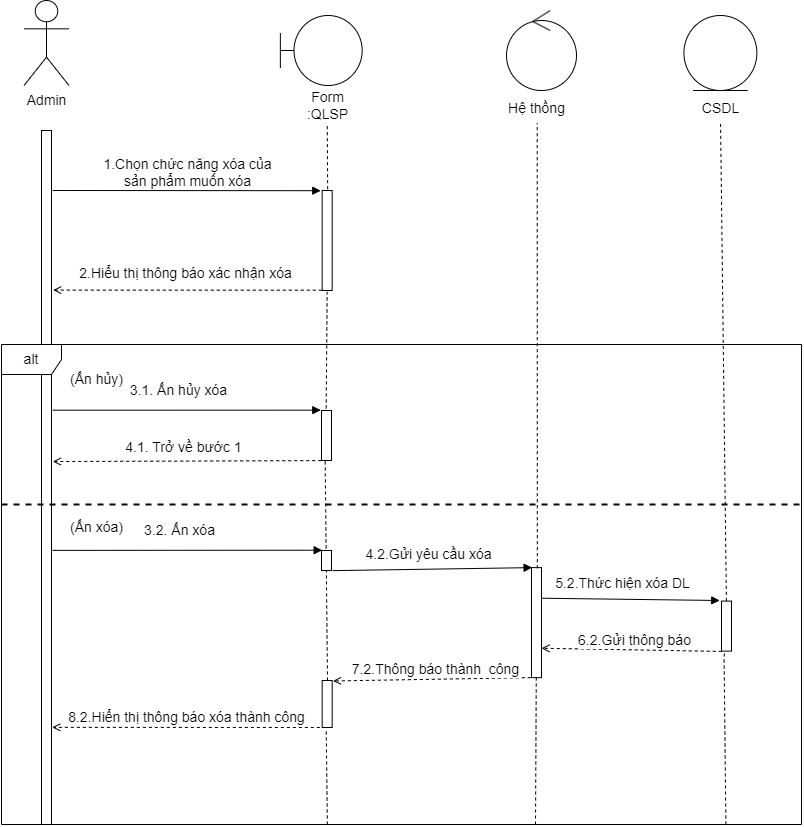 Admin
Form
:QLSP
Hệ thồng
CSDL
1.Chọn chức năng xóa của
sản phẩm muốn xóa
2.Hiểu thị thông báo xác nhận xóa
alt
(Ấn hủy)
3.1. Ấn hủy xóa
4.1. Trở về bước 1
(Ấn xóa)
3.2. Ấn xóa
4.2.Gửi yêu cầu xóa
5.2.Thức hiện xóa DL
6.2.Gửi thông báo
7.2.Thông báo thành công
8.2.Hiển thị thông báo xóa thành công